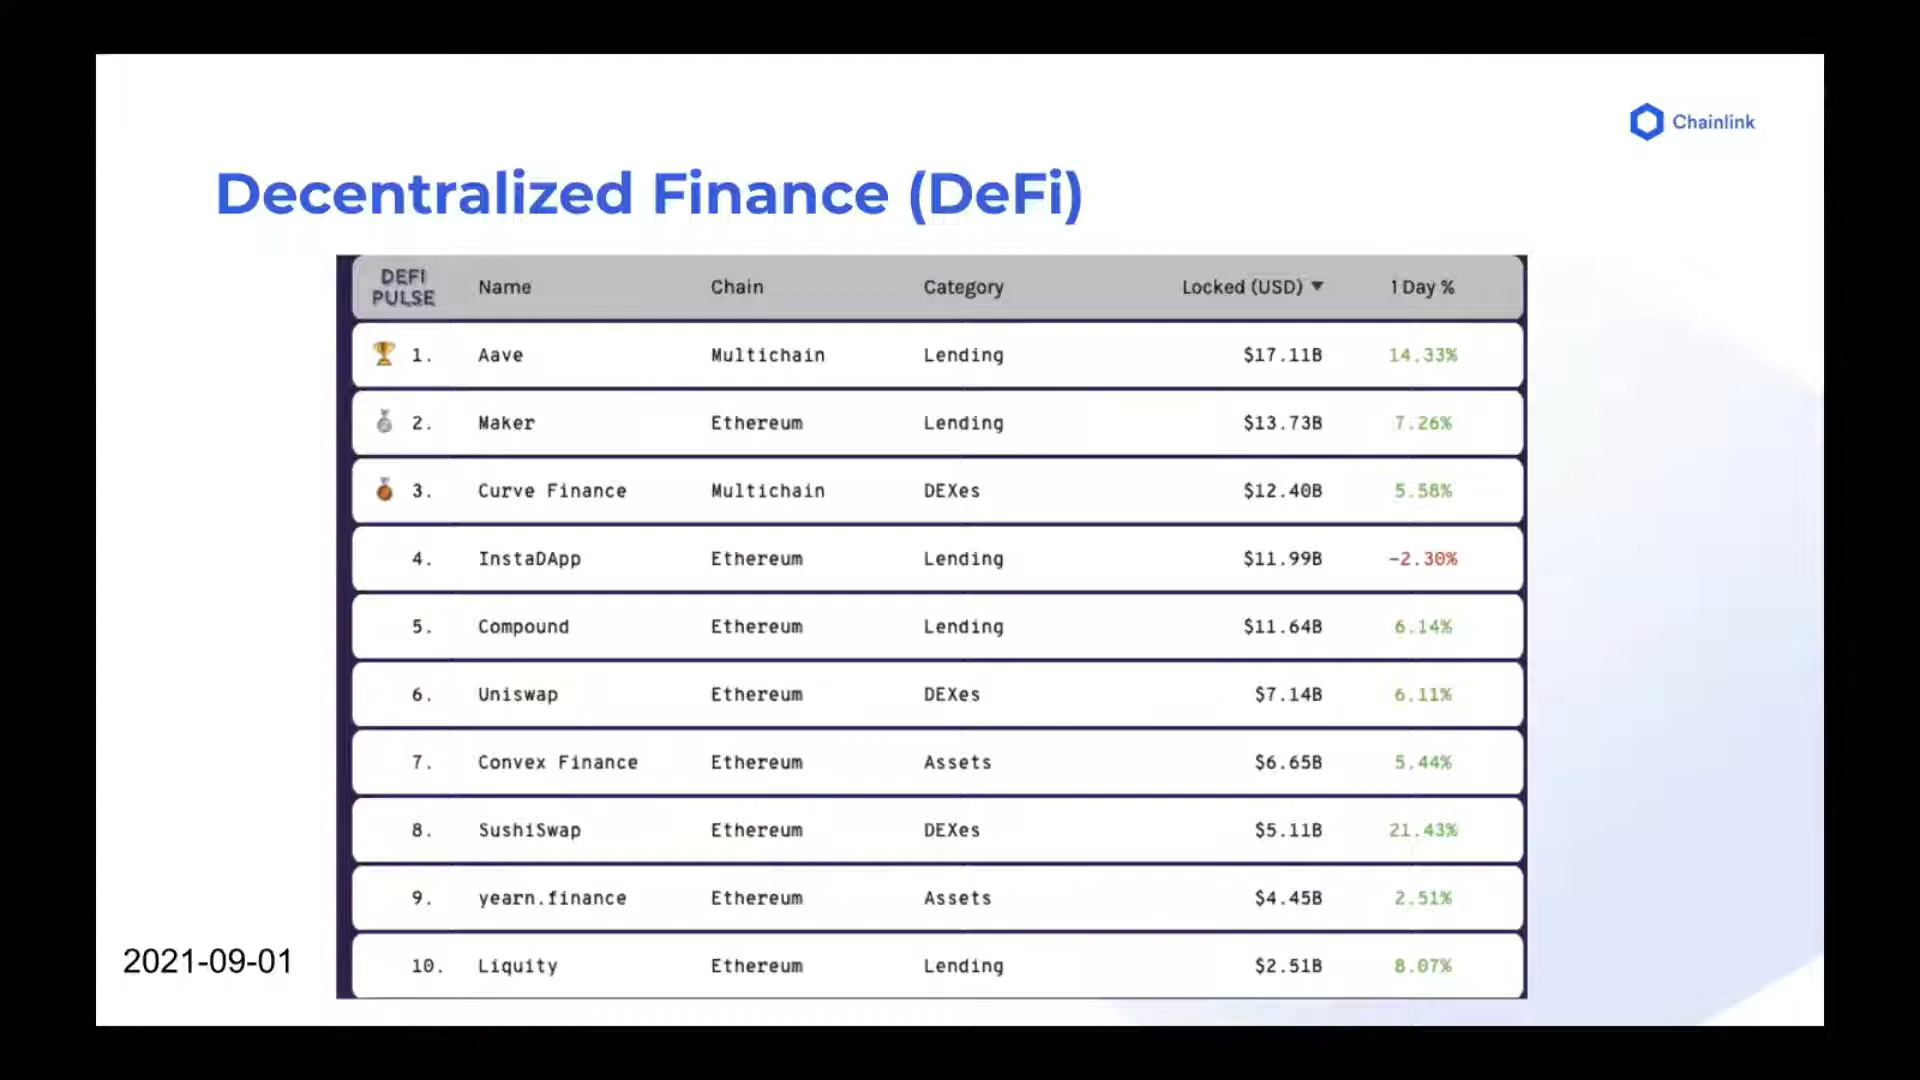 Chainlink
Decentralized Finance (DeFi)
DEFI PULSE Name Chain Category Locked (USD) ▼ 1 Day %
1. Aave Multichain Lending $17.11B 14.33%
2. Maker Ethereum Lending $13.73B 7.26%
3. Curve Finance Multichain DEXes $12.40B 5.58%
4. InstaDApp Ethereum Lending $11.99B -2.30%
5. Compound Ethereum Lending $11.64B 6.14%
6. Uniswap Ethereum DEXes $7.14B 6.11%
7. Convex Finance Ethereum Assets $6.65B 5.44%
8. SushiSwap Ethereum DEXes $5.11B 21.43%
9. yearn.finance Ethereum Assets $4.45B 2.51%
10. Liquity Ethereum Lending $2.51B 8.07%
2021-09-01